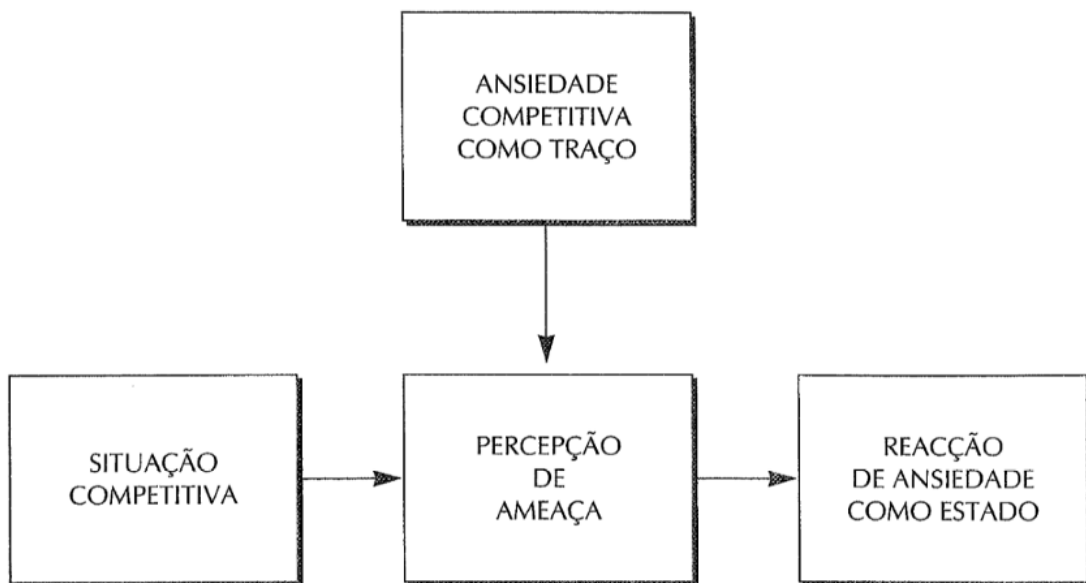 ANSIEDADE
COMPETITIVA
COMO TRAÇO
SITUAÇÃO
COMPETITIVA
PERCEPÇÃO
DE
AMEAÇA
REACÇÃO
DE ANSIEDADE
COMO ESTADO